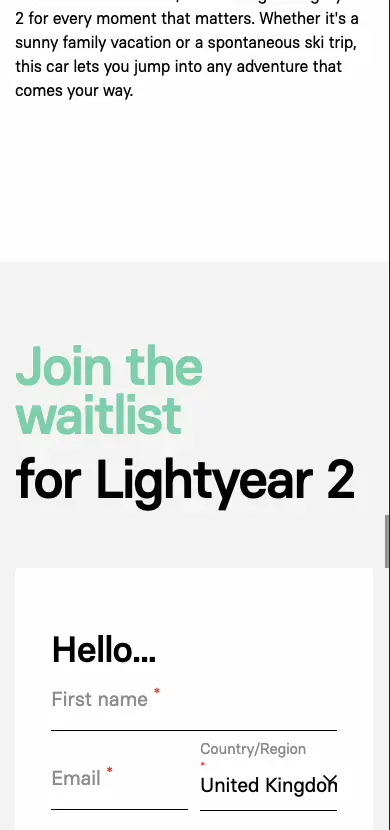 2 for every moment that matters. Whether it's a
sunny family vacation or a spontaneous ski trip,
this car lets you jump into any adventure that
comes your way.
Join the
waitlist
for Lightyear 2
Hello...
First name *
Country/Region
*
Email *
United Kingdon